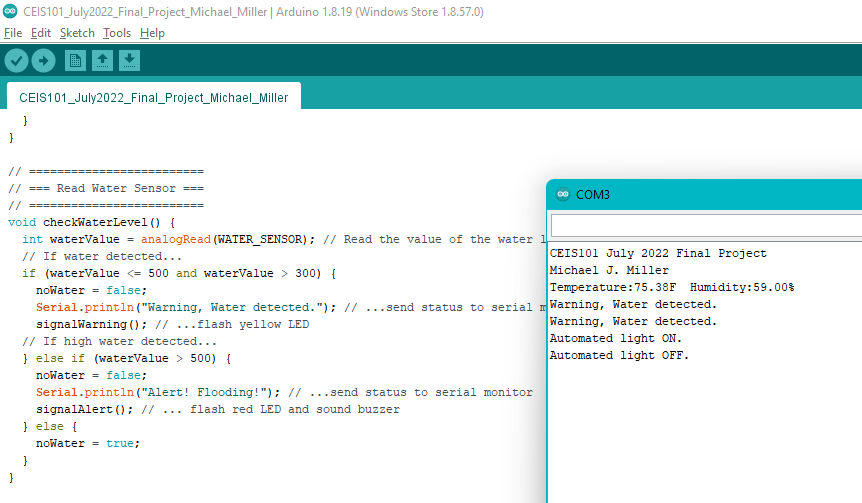 CEIS101_July2022_Final_Project_Michael_Miller | Arduino 1.8.19 (Windows Store 1.8.57.0)
File Edit Sketch Tools Help
CEIS101_July2022_Final_Project_Michael_Miller
}
}
// =========================
// === Read Water Sensor ===
// =========================
void checkWaterLevel() {
int waterValue = analogRead(WATER_SENSOR); // Read the value of the water
// If water detected...
if (waterValue <= 500 and waterValue > 300) {
noWater = false;
Serial.println("Warning, Water detected."); // ...send status to serial
signalWarning(); // ...flash yellow LED
// If high water detected...
} else if (waterValue > 500) {
noWater = false;
Serial.println("Alert! Flooding!"); // ...send status to serial monitor
signalAlert(); // ... flash red LED and sound buzzer
} else {
noWater = true;
}
}
COM3
CEIS101 July 2022 Final Project
Michael J. Miller
Temperature:75.38F  Humidity:59.00%
Warning, Water detected.
Warning, Water detected.
Automated light ON.
Automated light OFF.